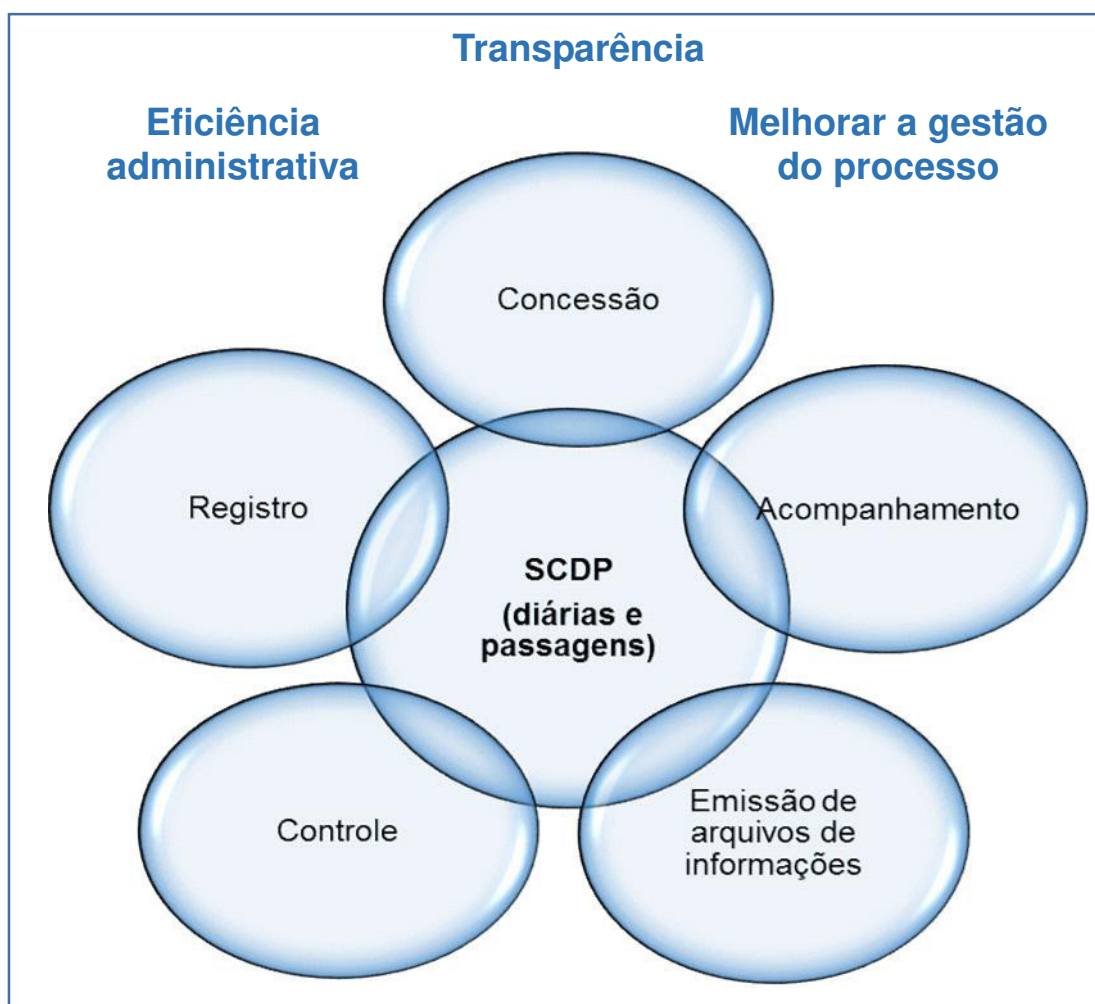 Transparência
Eficiência
administrativa
Melhorar a gestão
do processo
Concessão
Registro
Acompanhamento
SCDP
(diárias e
passagens)
Controle
Emissão de
arquivos de
informações